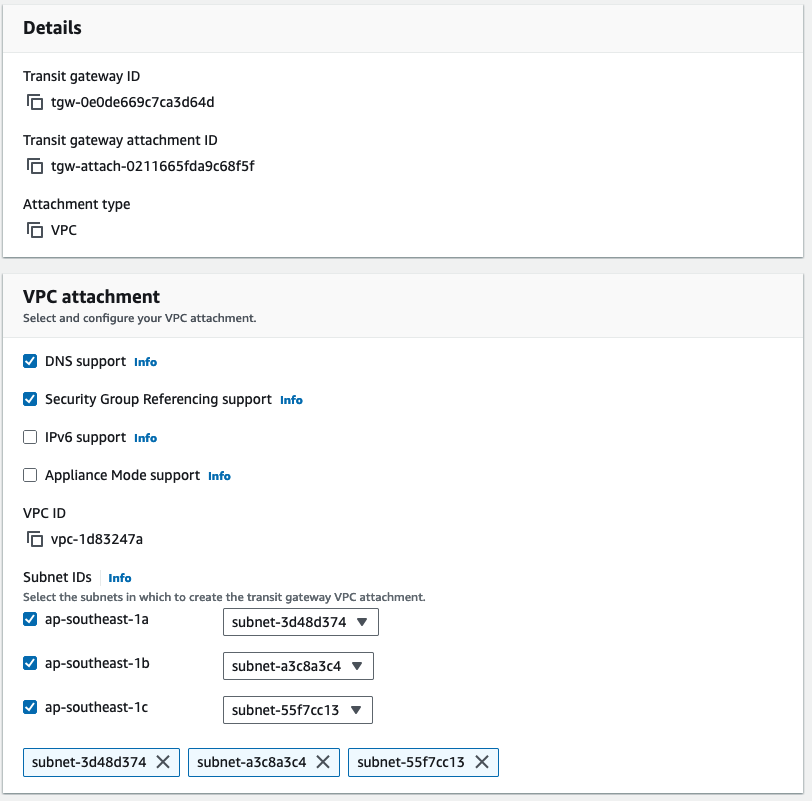 Details
Transit gateway ID
tgw-0e0de669c7ca3d64d
Transit gateway attachment ID
tgw-attach-0211665fda9c68f5f
Attachment type
VPC
VPC attachment
Select and configure your VPC attachment.
DNS support Info
Security Group Referencing support Info
IPv6 support Info
Appliance Mode support Info
VPC ID
vpc-1d83247a
Subnet IDs Info
Select the subnets in which to create the transit gateway VPC attachment.
ap-southeast-1a subnet-3d48d374
ap-southeast-1b subnet-a3c8a3c4
ap-southeast-1c subnet-55f7cc13
subnet-3d48d374 subnet-a3c8a3c4 subnet-55f7cc13